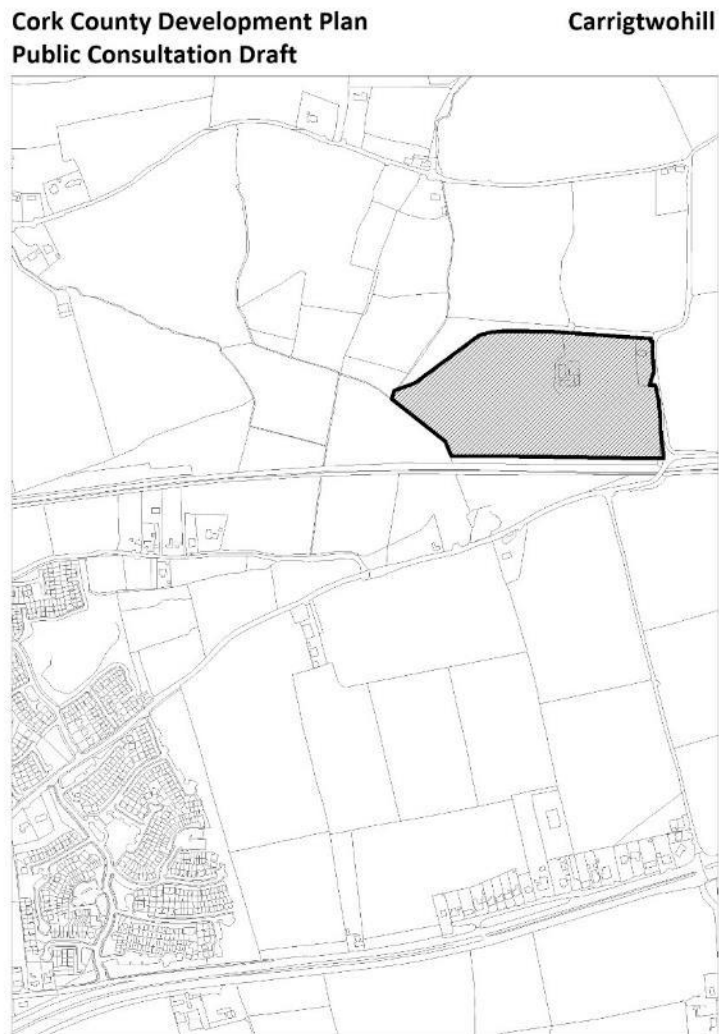 Cork County Development Plan
Public Consultation Draft
Carrigtwohill